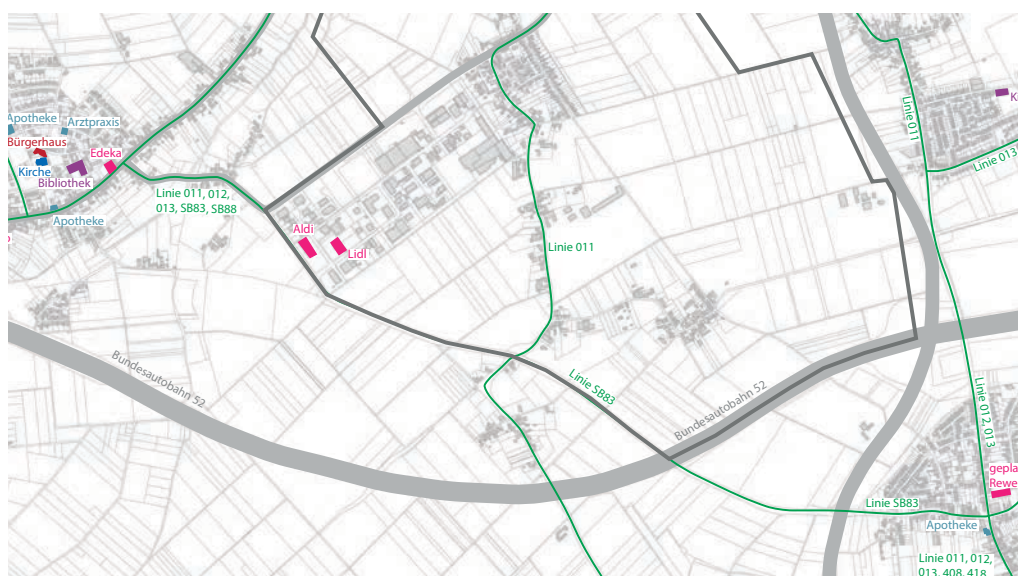 Apotheke
Arztpraxis
Bürgerhaus
Edeka
Kirche
Bibliothek
Apotheke
Linie 011, 012,
013, SB83, SB88
Aldi
Lidl
Linie 011
Linie 011
Linie 013
Bundesautobahn 52
Linie SB83
Bundesautobahn 52
Linie 012, 013
gepla
Rewe
Linie SB83
Apotheke
Linie 011, 012,
013, 408, 418